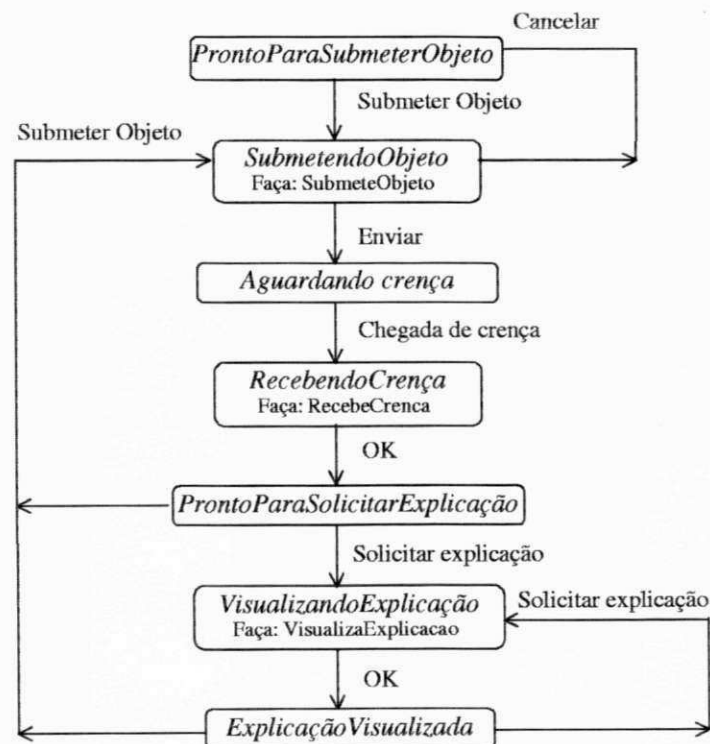 Cancelar
ProntoParaSubmeterObjeto
Submeter Objeto
Submeter Objeto
SubmetendoObjeto
Faça: SubmeteObjeto
Enviar
Aguardando crença
Chegada de crença
RecebendoCrença
Faça: RecebeCrenca
OK
ProntoParaSolicitarExplicação
Solicitar explicação
VisualizandoExplicação
Faça: VisualizaExplicacao
Solicitar explicação
OK
ExplicaçãoVisualizada